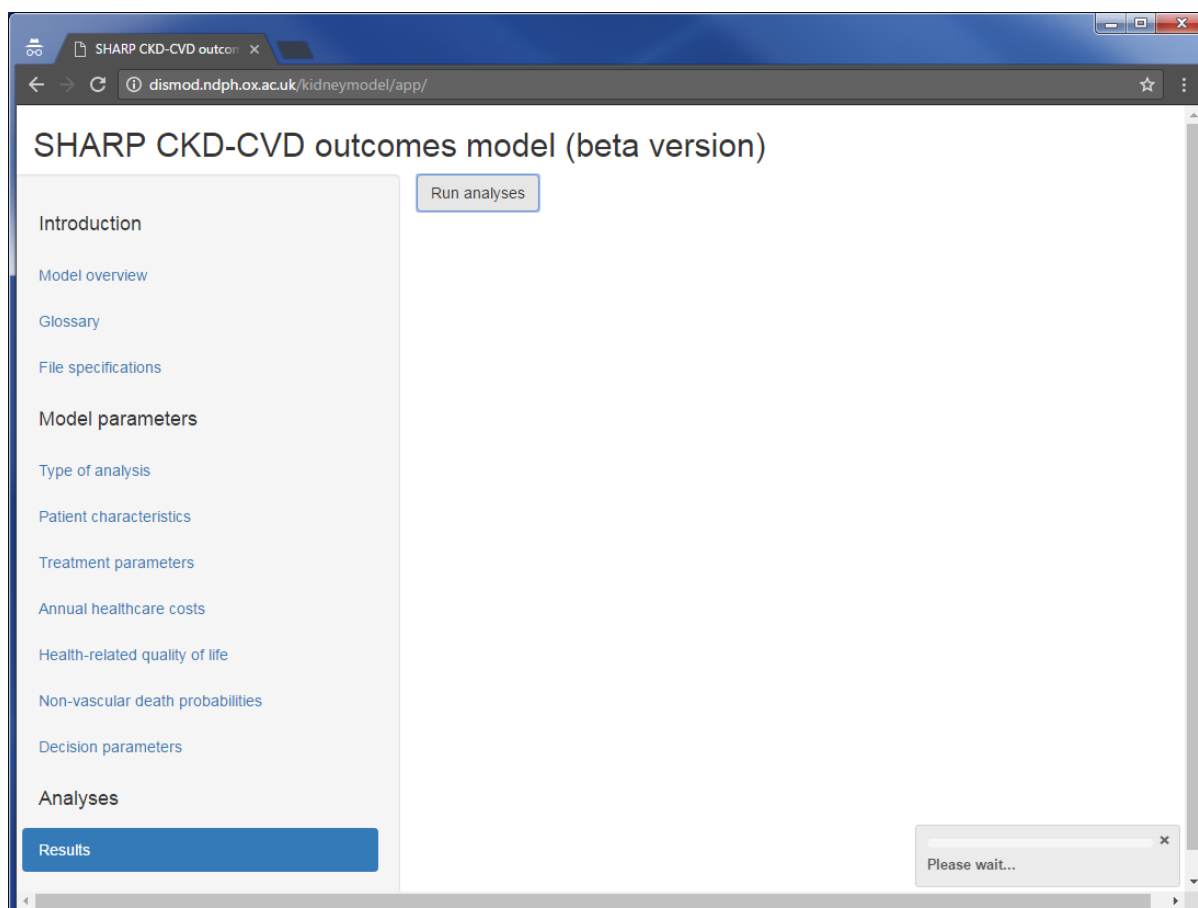 SHARP CKD-CVD outcon
dismod.ndph.ox.ac.uk/kidneymodel/app/
SHARP CKD-CVD outcomes model (beta version)
Run analyses
Introduction
Model overview
Glossary
File specifications
Model parameters
Type of analysis
Patient characteristics
Treatment parameters
Annual healthcare costs
Health-related quality of life
Non-vascular death probabilities
Decision parameters
Analyses
Results
Please wait...